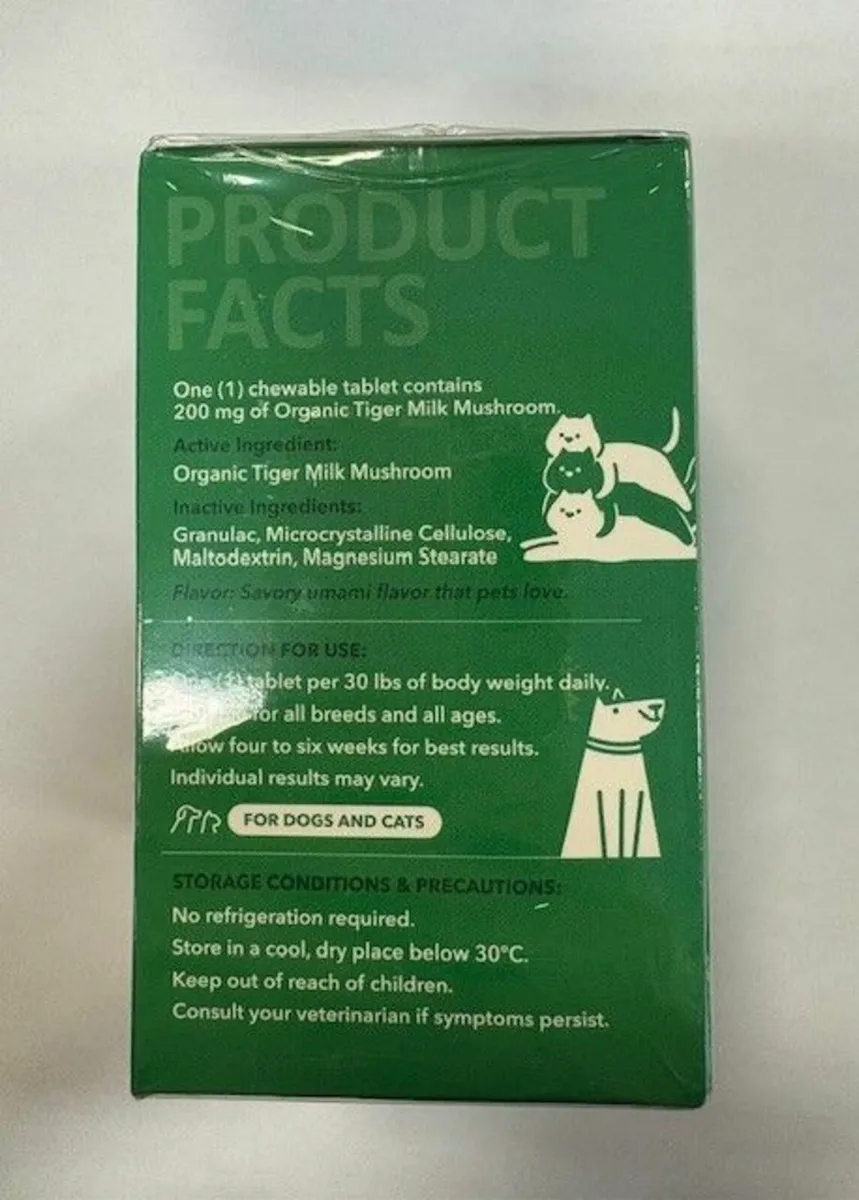 PRODUCT
FACTS
One (1) chewable tablet contains
200 mg of Organic Tiger Milk Mushroom.
Active Ingredient:
Organic Tiger Milk Mushroom
Inactive Ingredients:
Granulac, Microcrystalline Cellulose,
Maltodextrin, Magnesium Stearate
Flavor: Savory umami flavor that pets love.
DIRECTION FOR USE:
One (1) tablet per 30 lbs of body weight daily.
for all breeds and all ages.
Allow four to six weeks for best results.
Individual results may vary.
FOR DOGS AND CATS
STORAGE CONDITIONS & PRECAUTIONS:
No refrigeration required.
Store in a cool, dry place below 30°C.
Keep out of reach of children.
Consult your veterinarian if symptoms persist.